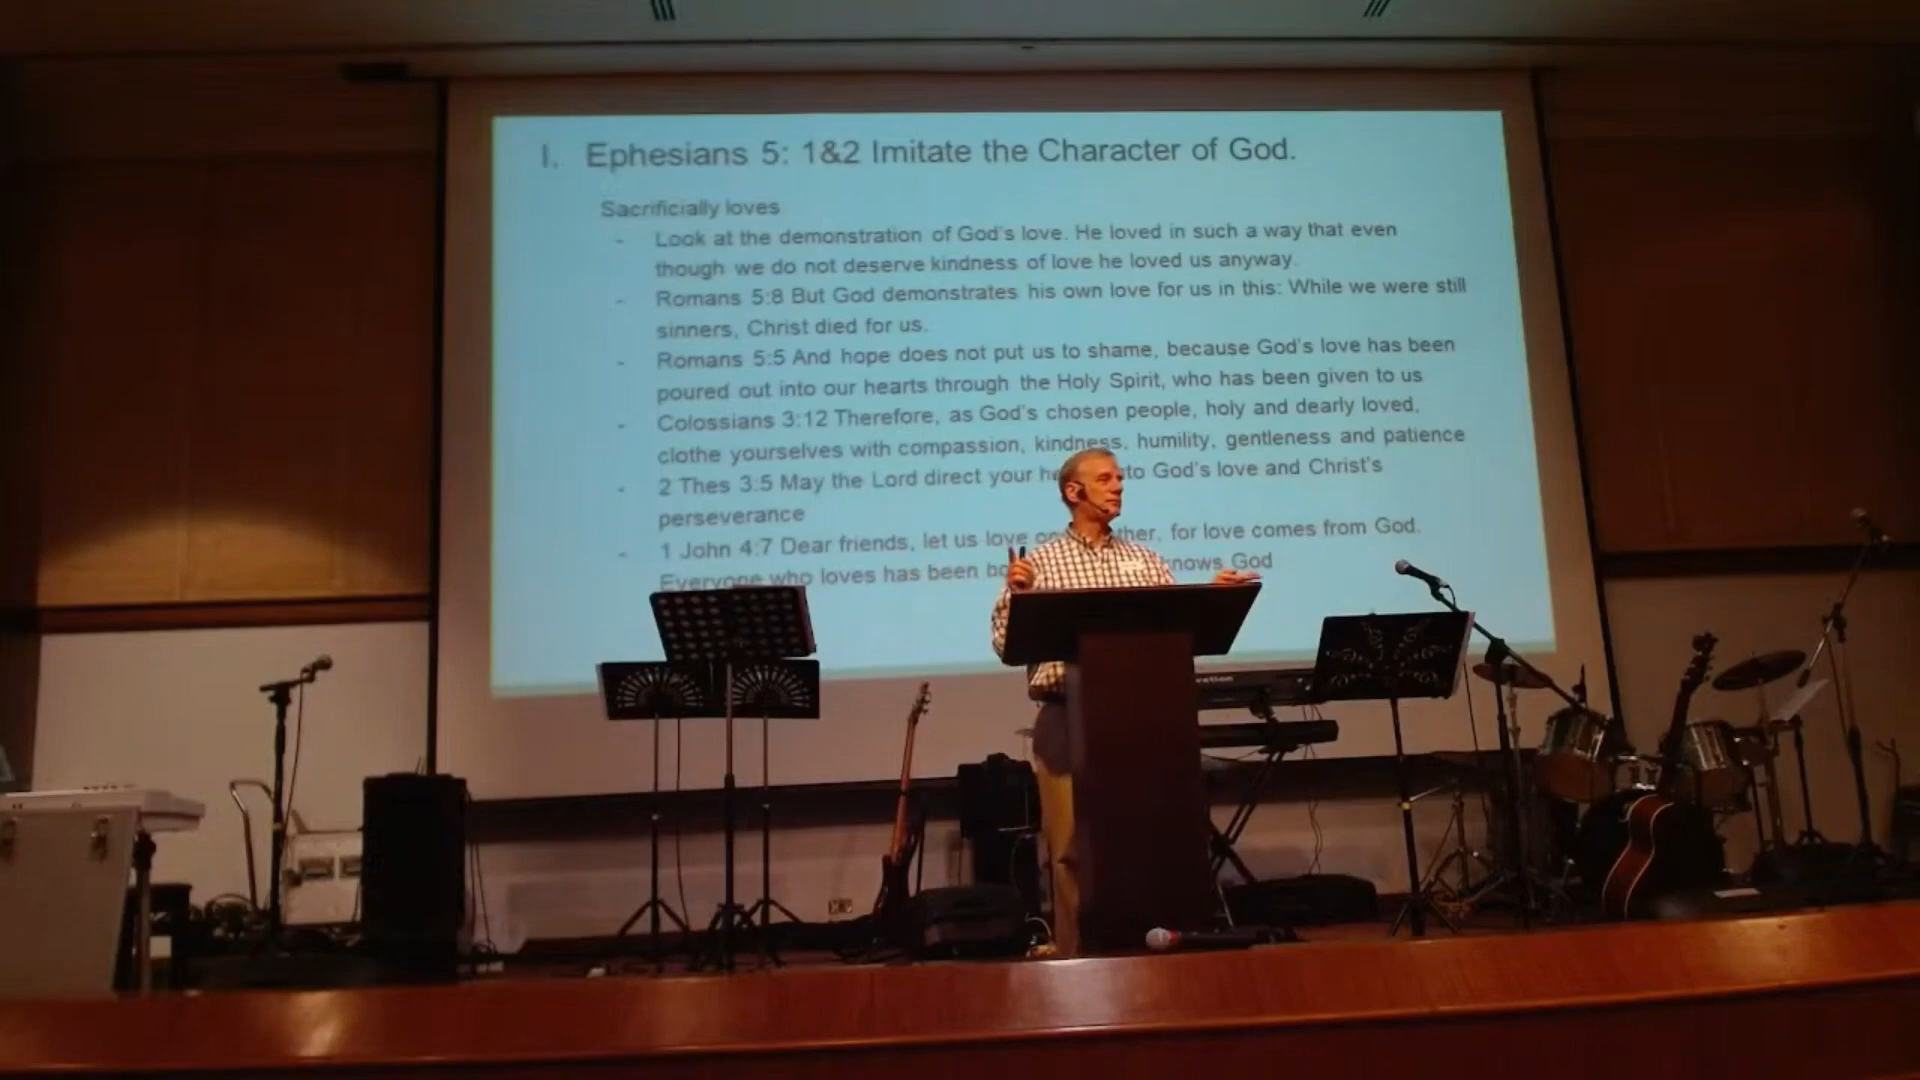 I. Ephesians 5: 1&2 Imitate the Character of God.
Sacrificially loves
- Look at the demonstration of God's love. He loved in such a way that even
though we do not deserve kindness of love he loved us anyway.
- Romans 5:8 But God demonstrates his own love for us in this: While we were still
sinners, Christ died for us.
- Romans 5:5 And hope does not put us to shame, because God's love has been
poured out into our hearts through the Holy Spirit, who has been given to us
- Colossians 3:12 Therefore, as God's chosen people, holy and dearly loved,
clothe yourselves with compassion, kindness, humility, gentleness and patience
- 2 Thes 3:5 May the Lord direct your to God's love and Christ's
perseverance
- 1 John 4:7 Dear friends, let us love for love comes from God.
Everyone who loves has been knows God